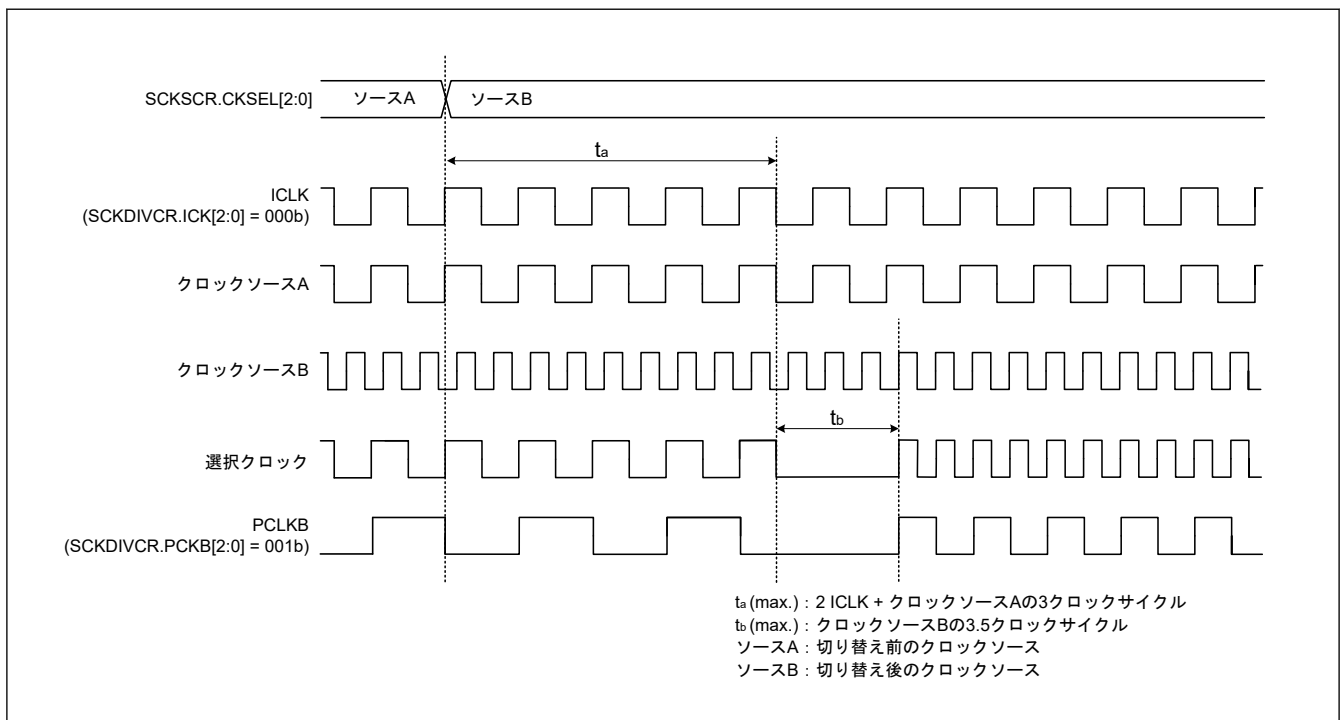 SCKSCR.CKSEL[2:0]
ソースA
ソースB
ta
ICLK
(SCKDIVCR.ICK[2:0] = 000b)
クロックソースA
クロックソースB
tb
選択クロック
PCLKB
(SCKDIVCR.PCKB[2:0] = 001b)
ta (max.)：2 ICLK + クロックソースAの3クロックサイクル
tb (max.)：クロックソースBの3.5クロックサイクル
ソースA：切り替え前のクロックソース
ソースB：切り替え後のクロックソース